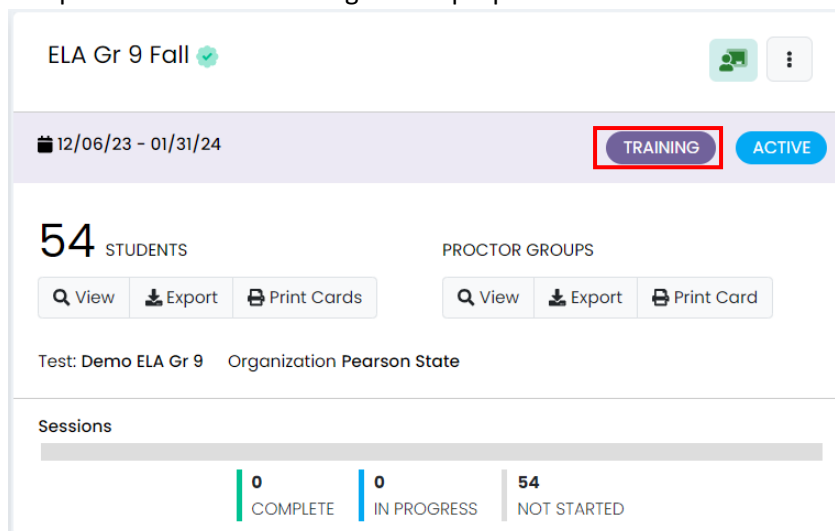 ELA Gr 9 Fall
12/06/23 - 01/31/24 TRAINING ACTIVE
54 STUDENTS PROCTOR GROUPS
View Export Print Cards View Export Print Card
Test: Demo ELA Gr 9 Organization Pearson State
Sessions
0 0 54
COMPLETE IN PROGRESS NOT STARTED